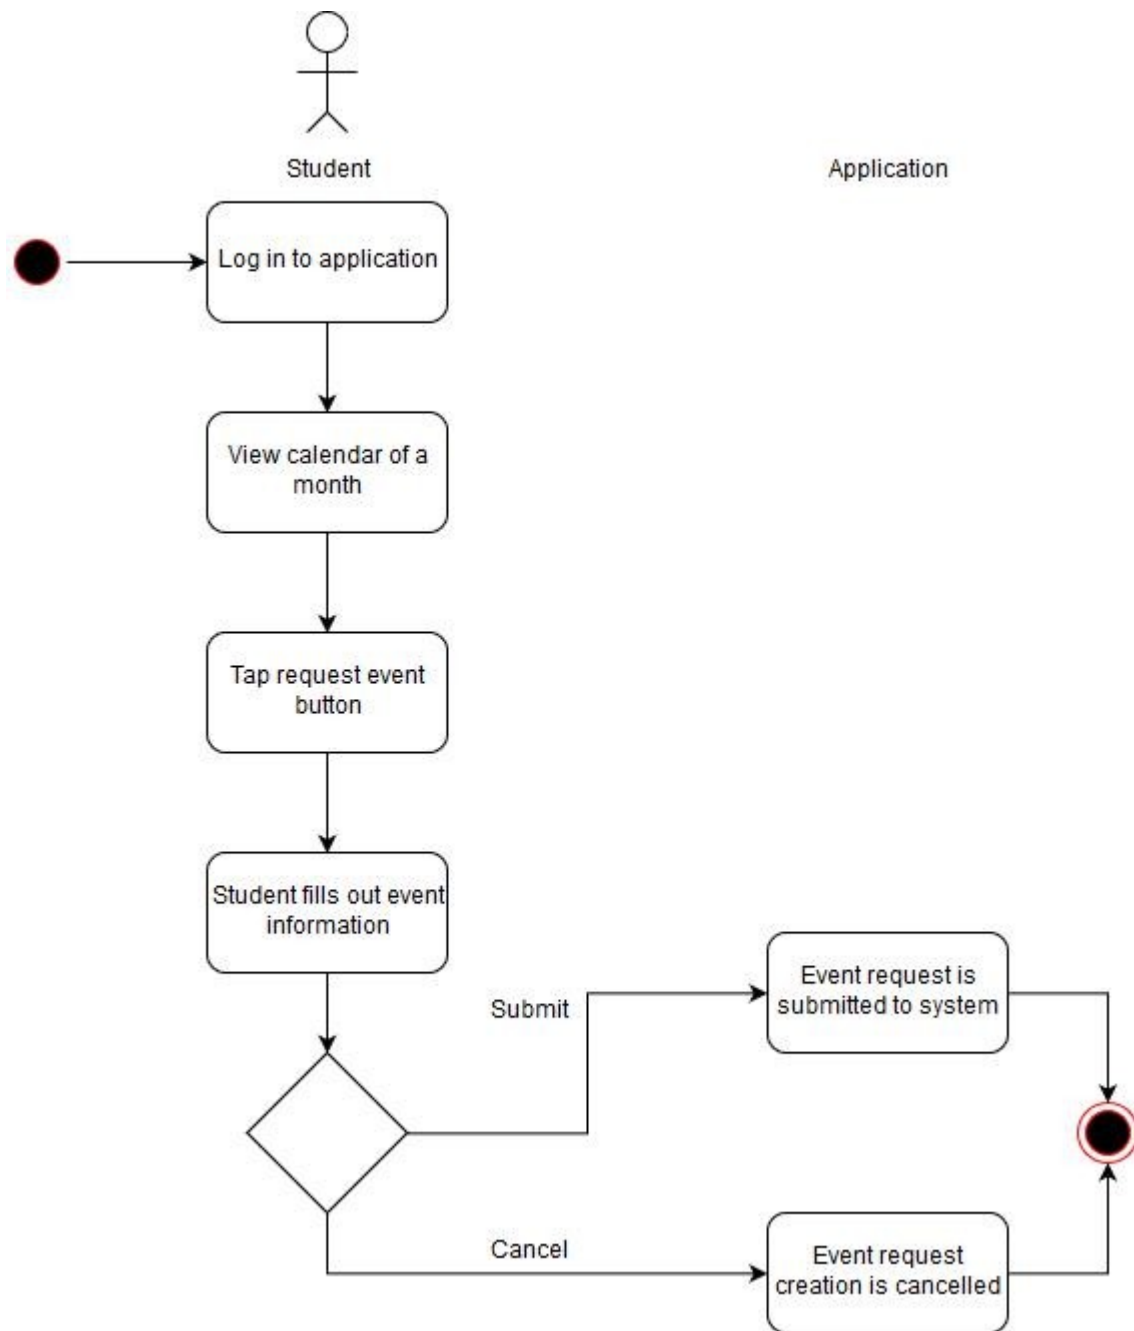 Student
Application
Log in to application
View calendar of a
month
Tap request event
button
Student fills out event
information
Submit
Event request is
submitted to system
Cancel
Event request
creation is cancelled